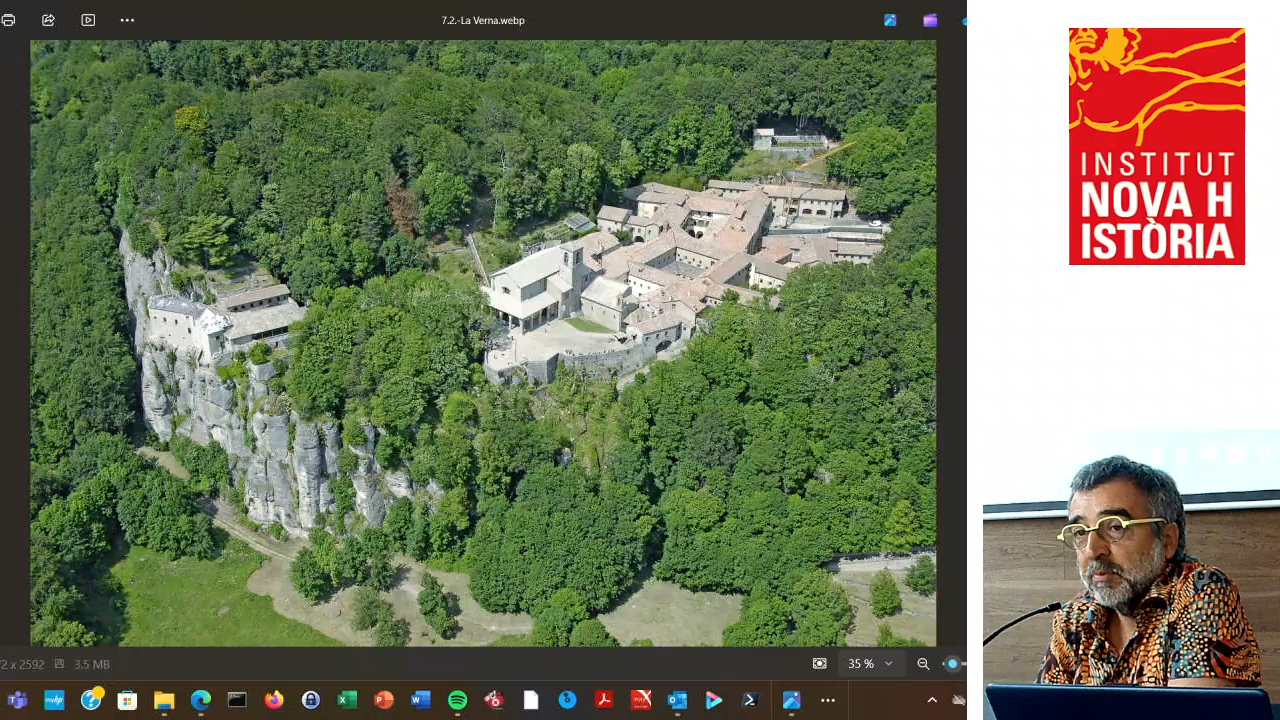 7.2.-La Verna.webp
INSTITUT
NOVA H
ISTÒRIA
2 x 2592
3.5 MB
35 %